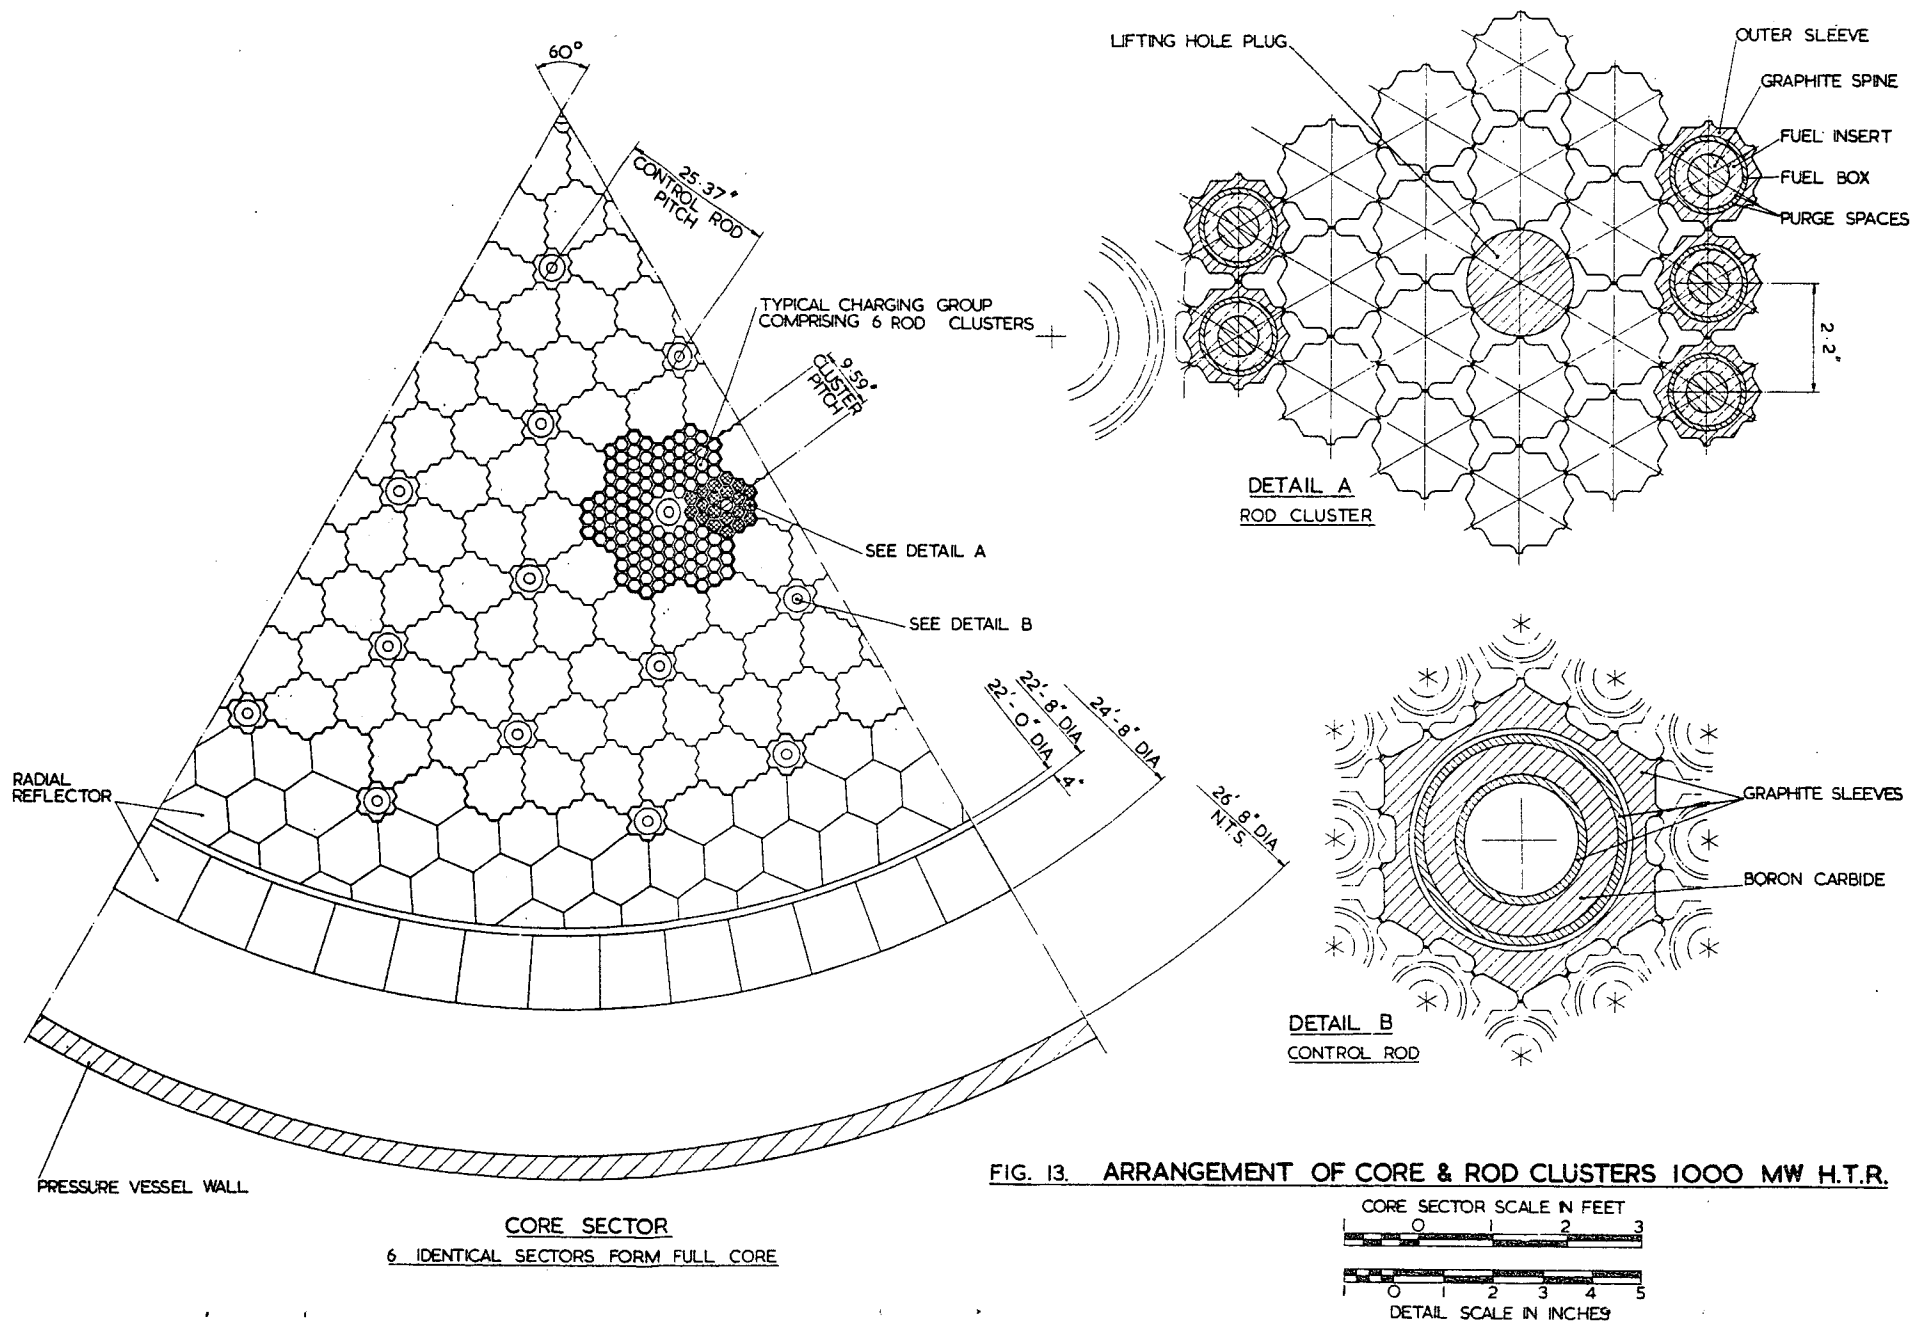 60°
25·37"
CONTROL ROD
PITCH
TYPICAL CHARGING GROUP
COMPRISING 6 ROD CLUSTERS
9·59"
CLUSTER
PITCH
SEE DETAIL A
SEE DETAIL B
22'-0" DIA
22'-8" DIA
24'-8" DIA
4"
26' 8" DIA
N.T.S.
RADIAL
REFLECTOR
PRESSURE VESSEL WALL
CORE SECTOR
6 IDENTICAL SECTORS FORM FULL CORE
LIFTING HOLE PLUG
OUTER SLEEVE
GRAPHITE SPINE
FUEL INSERT
FUEL BOX
PURGE SPACES
2·2"
DETAIL A
ROD CLUSTER
GRAPHITE SLEEVES
BORON CARBIDE
DETAIL B
CONTROL ROD
FIG. 13. ARRANGEMENT OF CORE & ROD CLUSTERS 1000 MW H.T.R.
CORE SECTOR SCALE IN FEET
1 0 1 2 3
1 0 1 2 3 4 5
DETAIL SCALE IN INCHES